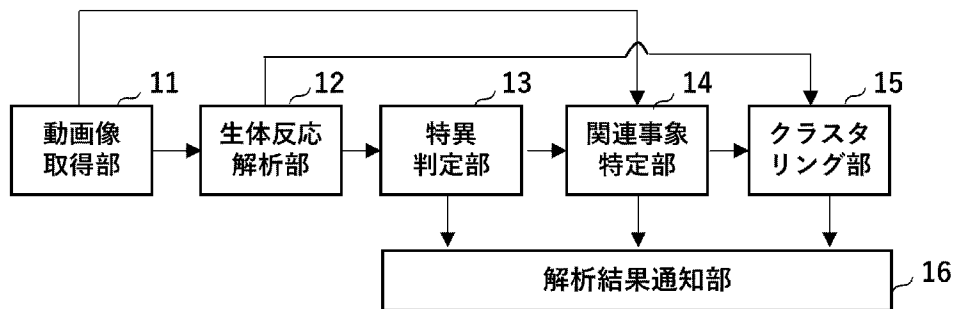 11
動画像
取得部
12
生体反応
解析部
13
特異
判定部
14
関連事象
特定部
15
クラスタ
リング部
解析結果通知部
16